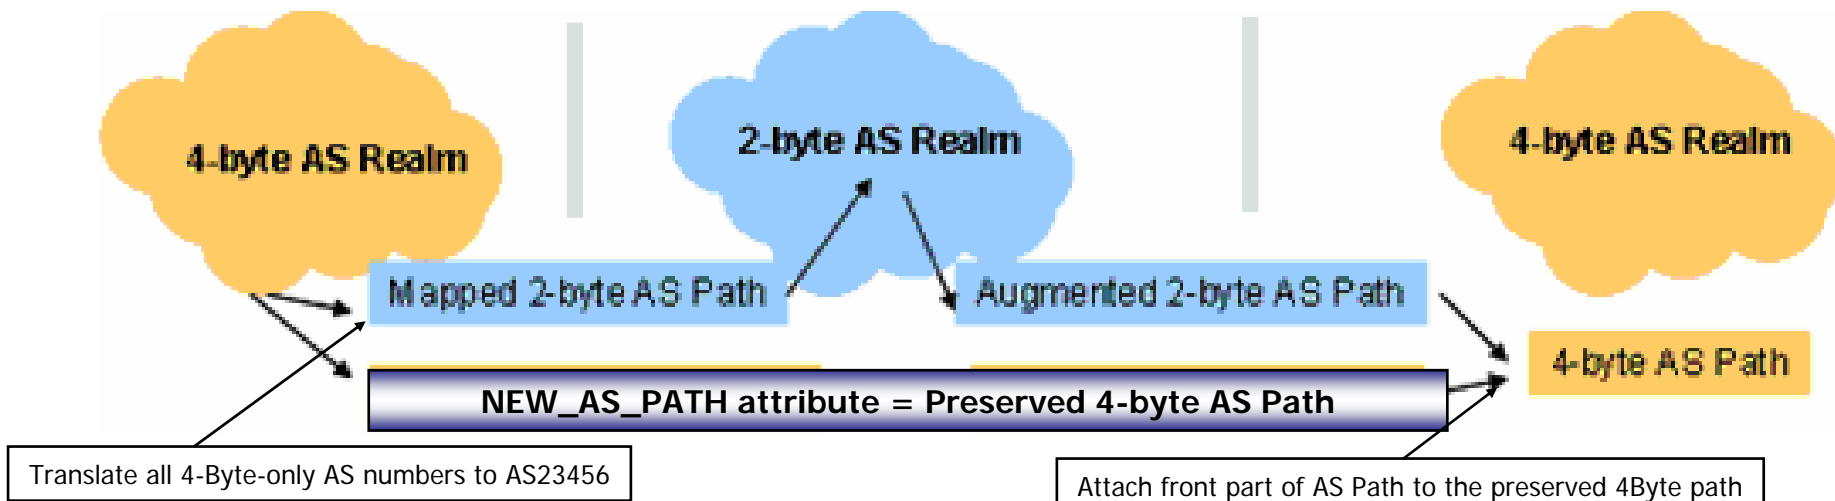 4-byte AS Realm
2-byte AS Realm
4-byte AS Realm
Mapped 2-byte AS Path
Augmented 2-byte AS Path
4-byte AS Path
NEW_AS_PATH attribute = Preserved 4-byte AS Path
Translate all 4-Byte-only AS numbers to AS23456
Attach front part of AS Path to the preserved 4Byte path